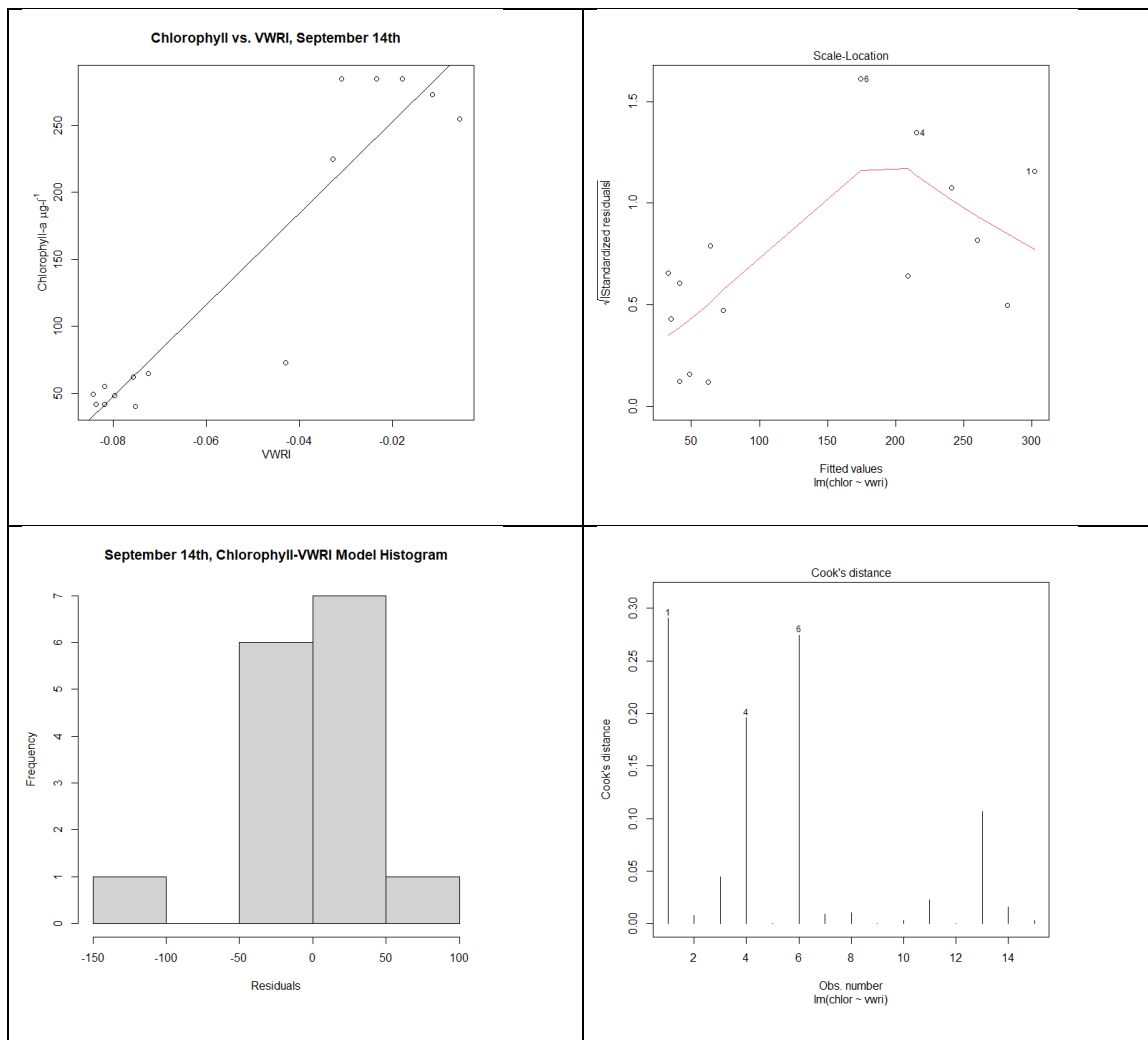 Chlorophyll vs. VWRI, September 14th
Chlorophyll-a µg-l⁻¹
250
200
150
100
50
-0.08 -0.06 -0.04 -0.02
VWRI
Scale-Location
√|Standardized residuals|
1.5
1.0
0.5
0.0
6
4
1
50 100 150 200 250 300
Fitted values
lm(chlor ~ vwri)
September 14th, Chlorophyll-VWRI Model Histogram
Frequency
7
6
5
4
3
2
1
0
-150 -100 -50 0 50 100
Residuals
Cook's distance
Cook's distance
0.30
0.25
0.20
0.15
0.10
0.05
0.00
1
6
4
2 4 6 8 10 12 14
Obs. number
lm(chlor ~ vwri)